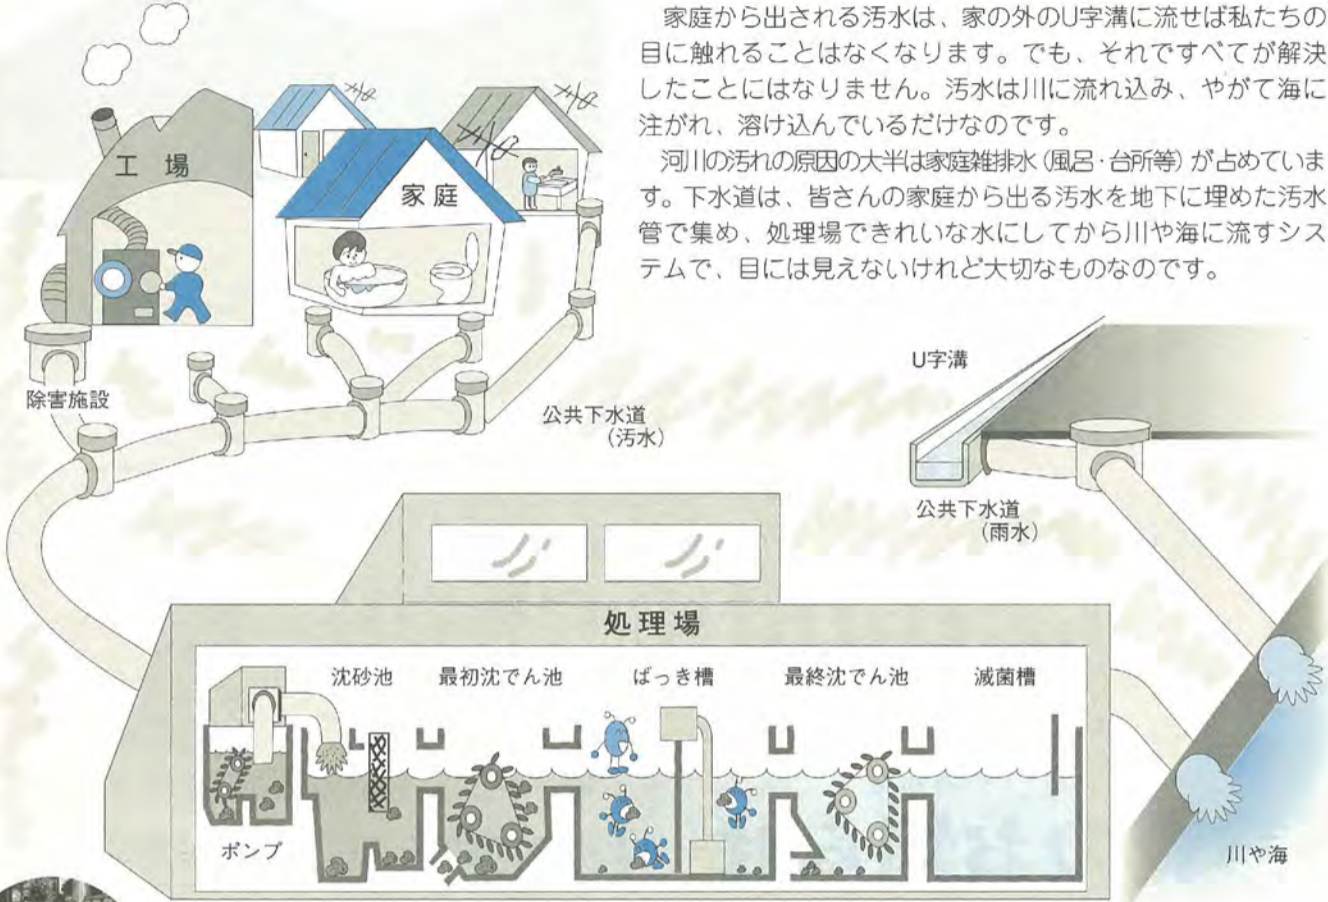 家庭から出される汚水は、家の外のU字溝に流せば私たちの
目に触れることはなくなります。でも、それですべてが解決
したことにはなりません。汚水は川に流れ込み、やがて海に
注がれ、溶け込んでいるだけなのです。
河川の汚れの原因の大半は家庭雑排水(風呂・台所等)が占めていま
す。下水道は、皆さんの家庭から出る汚水を地下に埋めた汚水
管で集め、処理場できれいな水にしてから川や海に流すシス
テムで、目には見えないけれど大切なものなのです。
工場
家庭
除害施設
公共下水道
(汚水)
U字溝
公共下水道
(雨水)
処理場
沈砂池
最初沈でん池
ばっき槽
最終沈でん池
滅菌槽
ポンプ
川や海